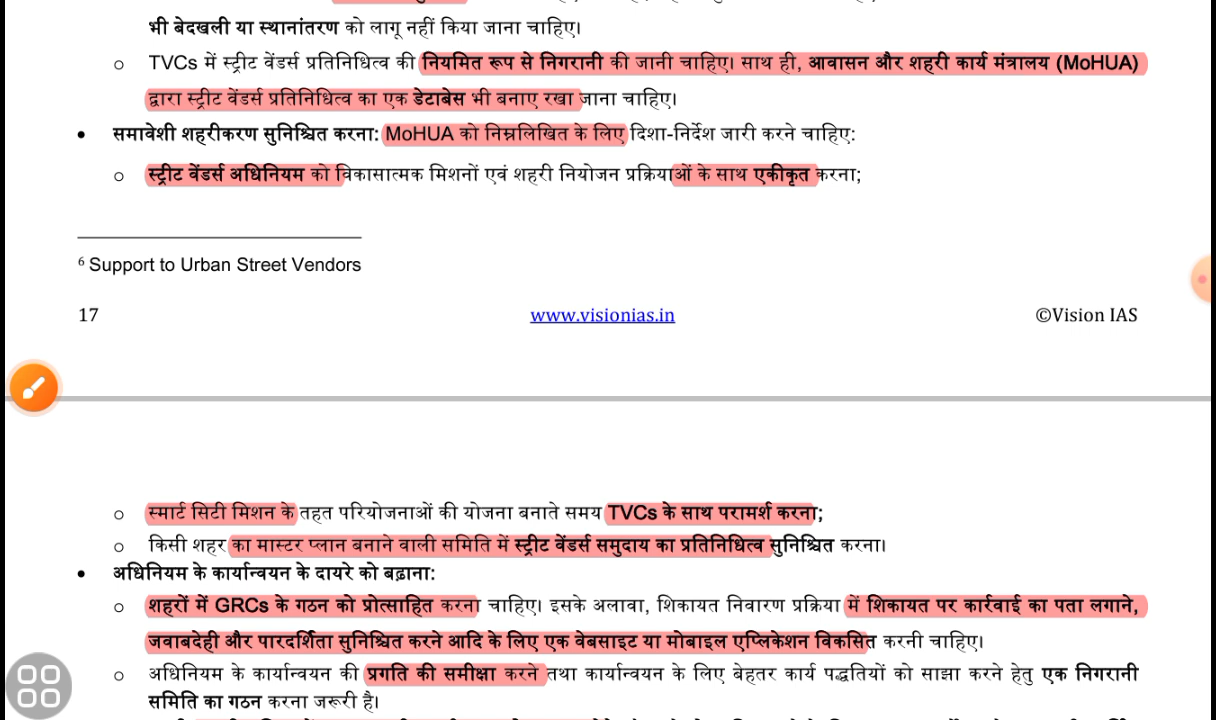 भी बेदखली या स्थानांतरण को लागू नहीं किया जाना चाहिए।
o TVCs में स्ट्रीट वेंडर्स प्रतिनिधित्व की नियमित रूप से निगरानी की जानी चाहिए। साथ ही, आवासन और शहरी कार्य मंत्रालय (MoHUA)
द्वारा स्ट्रीट वेंडर्स प्रतिनिधित्व का एक डेटाबेस भी बनाए रखा जाना चाहिए।
• समावेशी शहरीकरण सुनिश्चित करना: MoHUA को निम्नलिखित के लिए दिशा-निर्देश जारी करने चाहिए:
o स्ट्रीट वेंडर्स अधिनियम को विकासात्मक मिशनों एवं शहरी नियोजन प्रक्रियाओं के साथ एकीकृत करना;
6 Support to Urban Street Vendors
17 www.visionias.in ©Vision IAS
o स्मार्ट सिटी मिशन के तहत परियोजनाओं की योजना बनाते समय TVCs के साथ परामर्श करना;
o किसी शहर का मास्टर प्लान बनाने वाली समिति में स्ट्रीट वेंडर्स समुदाय का प्रतिनिधित्व सुनिश्चित करना।
• अधिनियम के कार्यान्वयन के दायरे को बढ़ाना:
o शहरों में GRCs के गठन को प्रोत्साहित करना चाहिए। इसके अलावा, शिकायत निवारण प्रक्रिया में शिकायत पर कार्रवाई का पता लगाने,
जवाबदेही और पारदर्शिता सुनिश्चित करने आदि के लिए एक वेबसाइट या मोबाइल एप्लिकेशन विकसित करनी चाहिए।
o अधिनियम के कार्यान्वयन की प्रगति की समीक्षा करने तथा कार्यान्वयन के लिए बेहतर कार्य पद्धतियों को साझा करने हेतु एक निगरानी
समिति का गठन करना जरूरी है।